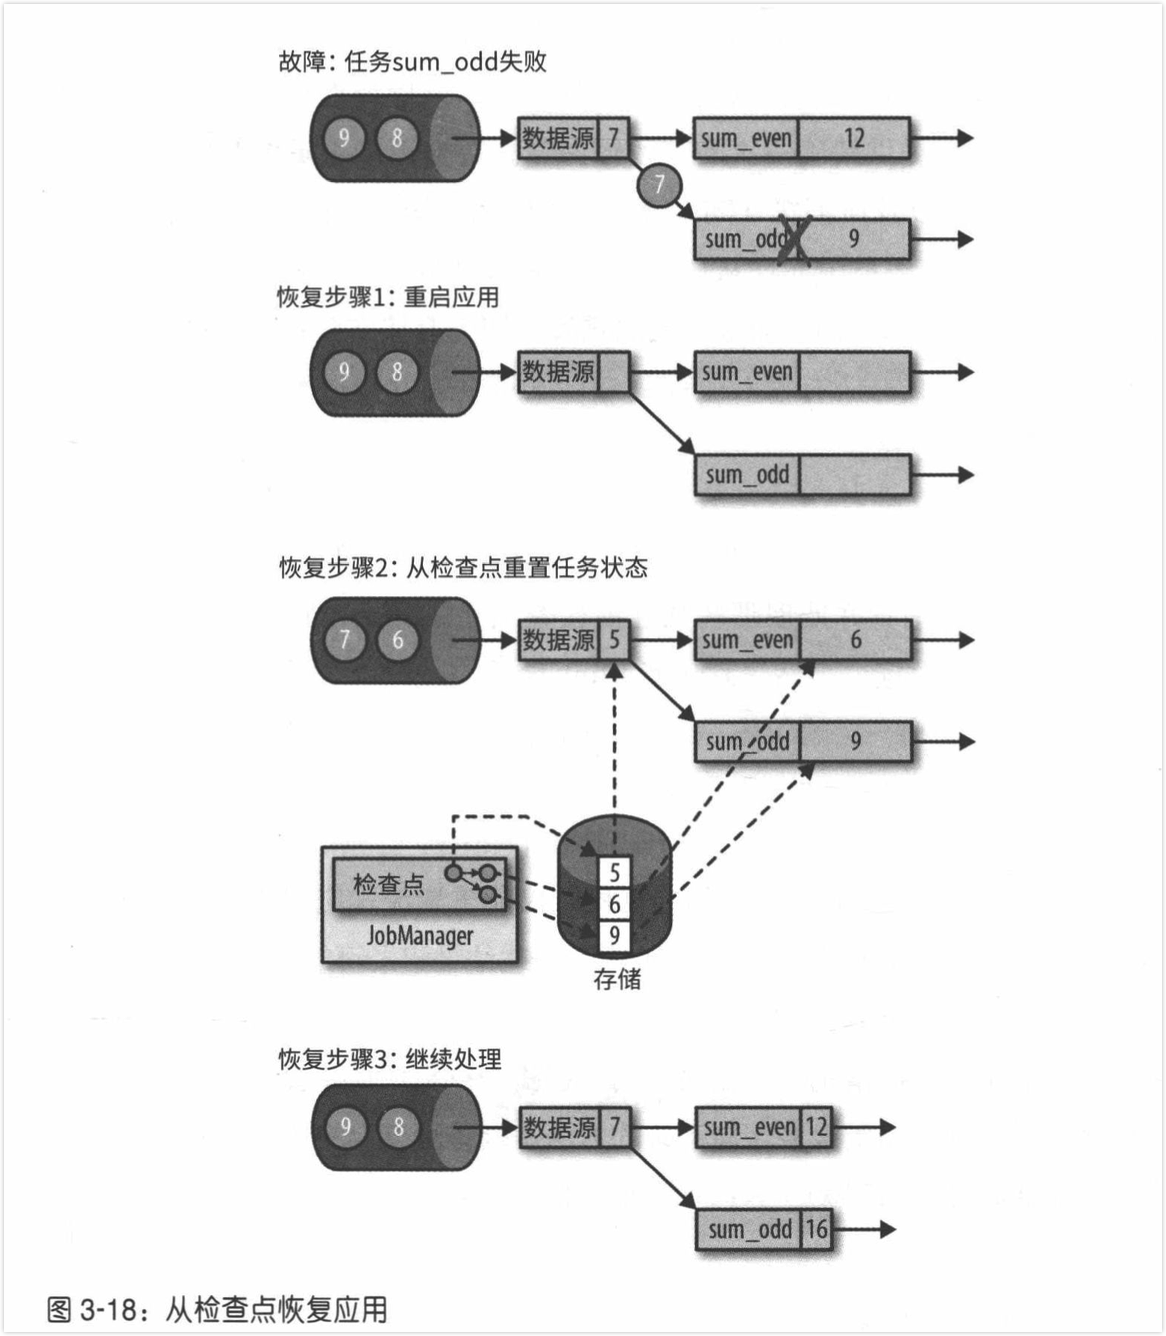 故障：任务sum_odd失败
9 8 数据源 7 sum_even 12
7
sum_odd 9
恢复步骤1：重启应用
9 8 数据源 sum_even
sum_odd
恢复步骤2：从检查点重置任务状态
7 6 数据源 5 sum_even 6
sum_odd 9
检查点
JobManager
5
6
9
存储
恢复步骤3：继续处理
9 8 数据源 7 sum_even 12
sum_odd 16
图 3-18：从检查点恢复应用